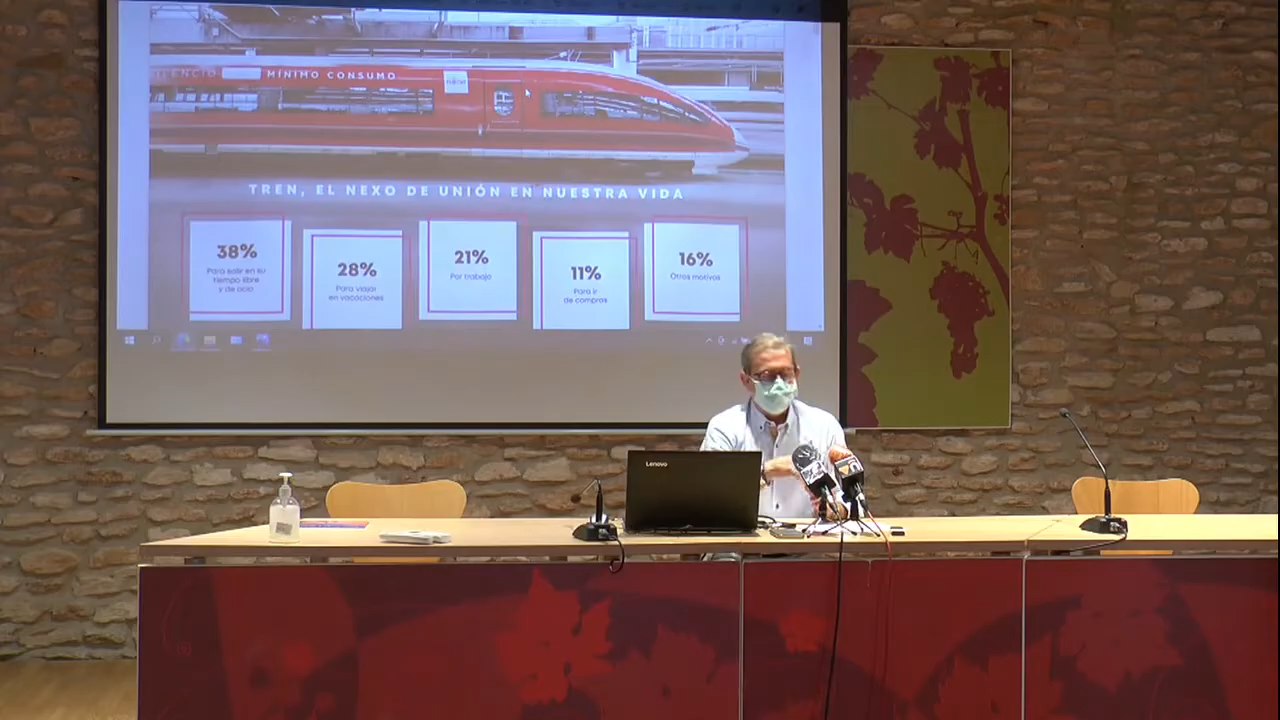 SILENCIO MÍNIMO CONSUMO
TREN, EL NEXO DE UNIÓN EN NUESTRA VIDA
38%
Para salir en su
tiempo libre
y de ocio
28%
Para viajar
en vacaciones
21%
Por trabajo
11%
Para ir
de compras
16%
Otros motivos
Lenovo